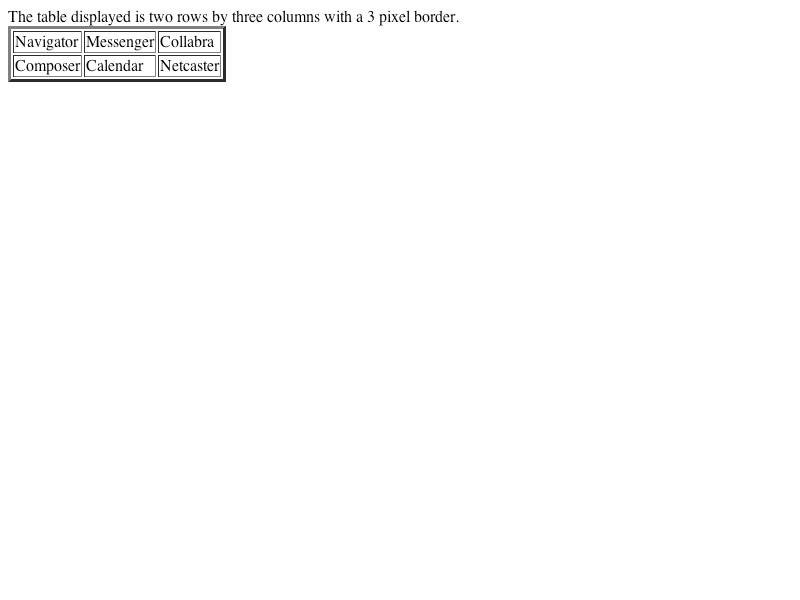 The table displayed is two rows by three columns with a 3 pixel border.
Navigator Messenger Collabra
Composer Calendar Netcaster